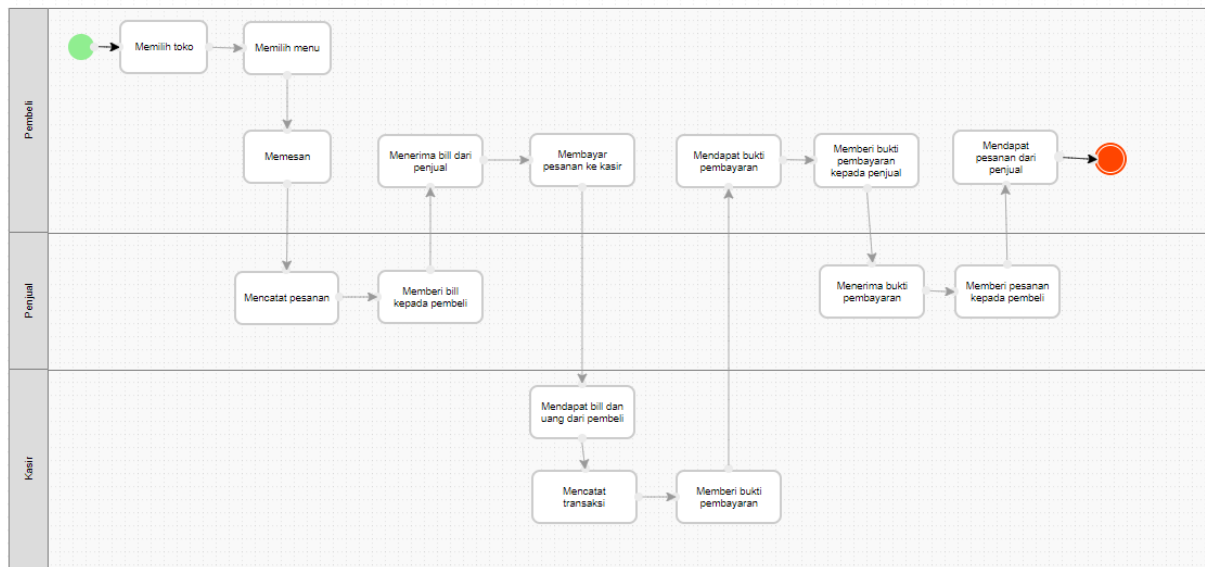 Pembeli
Memilih toko
Memilih menu
Memesan
Menerima bill dari
penjual
Membayar
pesanan ke kasir
Mendapat bukti
pembayaran
Memberi bukti
pembayaran
kepada penjual
Mendapat
pesanan dari
penjual
Penjual
Mencatat pesanan
Memberi bill
kepada pembeli
Menerima bukti
pembayaran
Memberi pesanan
kepada pembeli
Kasir
Mendapat bill dan
uang dari pembeli
Mencatat
transaksi
Memberi bukti
pembayaran